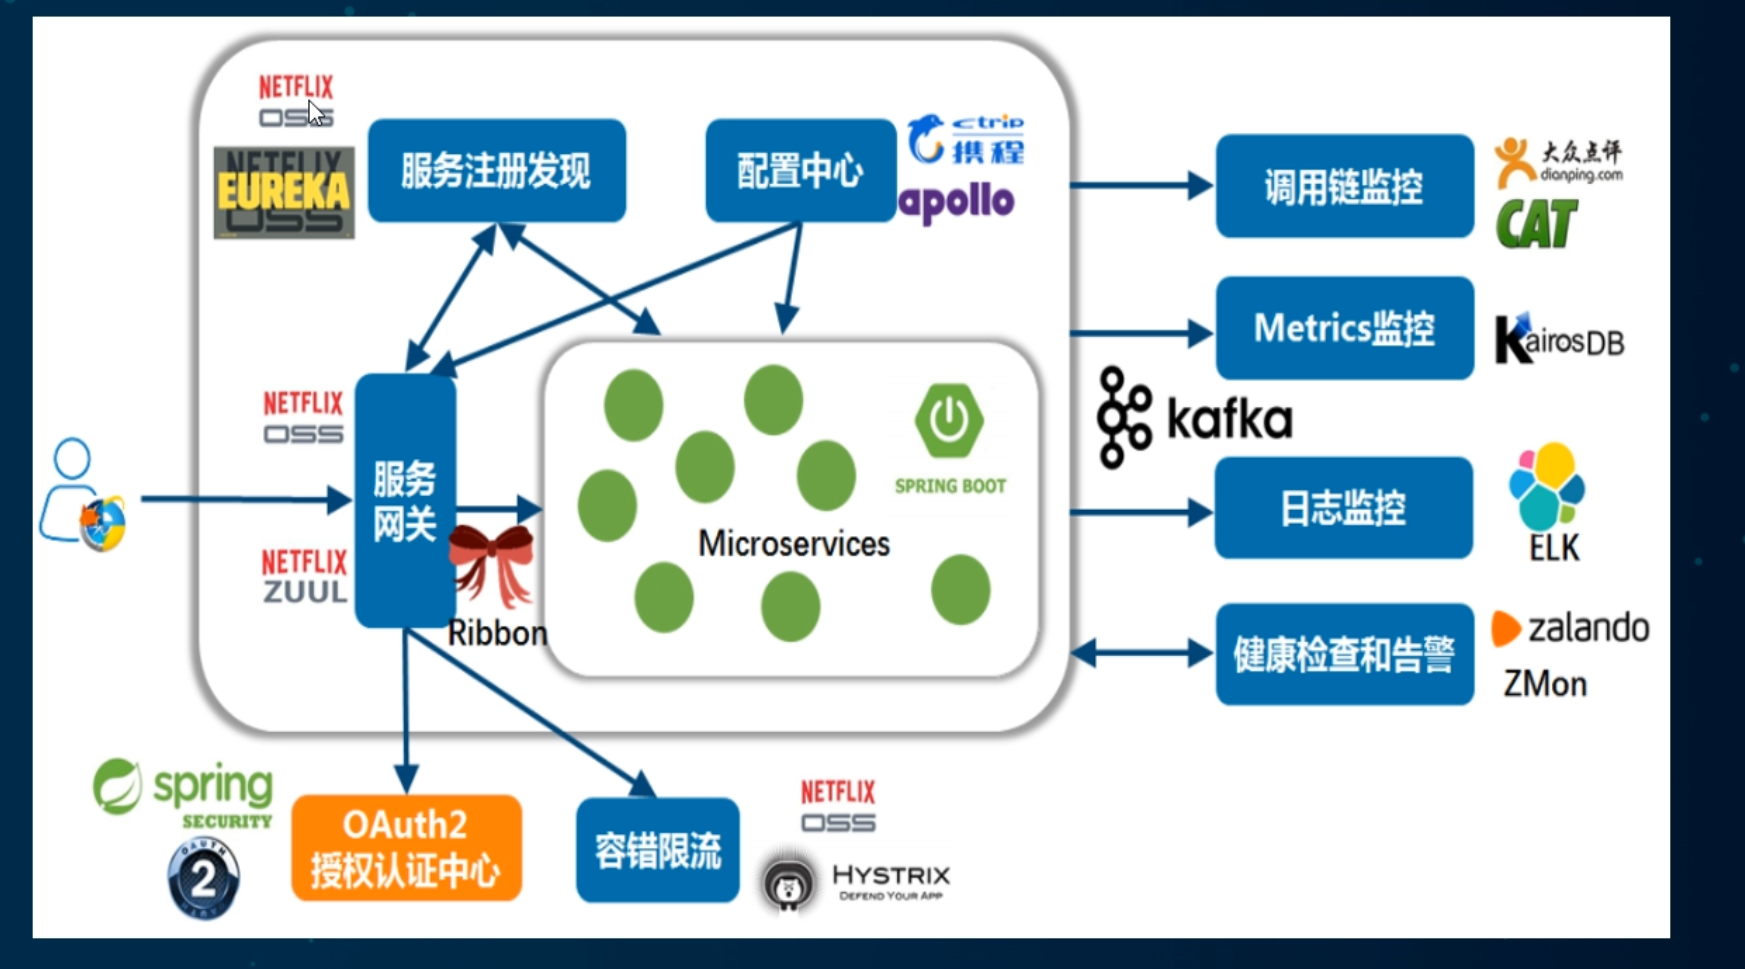 NETFLIX
OSS
NETFLIX
EUREKA
OSS
服务注册发现
配置中心
ctrip
携程
apollo
调用链监控
大众点评
dianping.com
CAT
Metrics监控
KairosDB
NETFLIX
OSS
服务
网关
NETFLIX
ZUUL
Ribbon
SPRING BOOT
Microservices
kafka
日志监控
ELK
健康检查和告警
zalando
ZMon
spring
SECURITY
OAUTH
2
OAuth2
授权认证中心
容错限流
NETFLIX
OSS
HYSTRIX
DEFEND YOUR APP